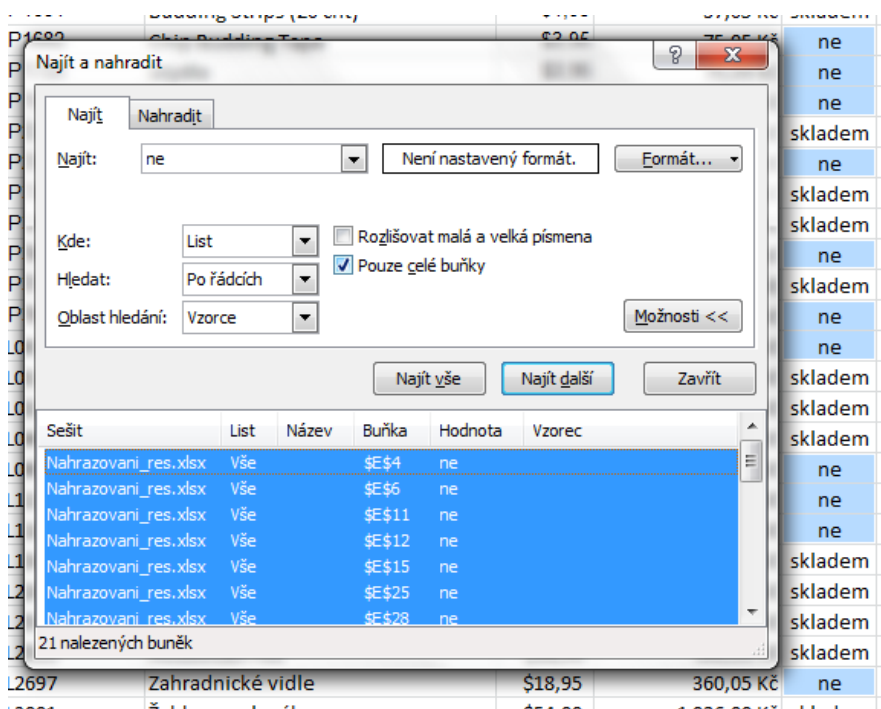 Najít a nahradit
ne
ne
P
ne
Najít Nahradit
P
skladem
Najít: ne Není nastavený formát. Formát...
P
ne
P
skladem
P
skladem
Kde: List Rozlišovat malá a velká písmena
P
ne
Hledat: Po řádcích Pouze celé buňky
P
skladem
Oblast hledání: Vzorce Možnosti <<
P
ne
ne
Najít vše Najít další Zavřít
skladem
skladem
Sešit List Název Buňka Hodnota Vzorec
skladem
Nahrazovani_res.xlsx Vše $E$4 ne
ne
Nahrazovani_res.xlsx Vše $E$6 ne
ne
Nahrazovani_res.xlsx Vše $E$11 ne
ne
Nahrazovani_res.xlsx Vše $E$12 ne
Nahrazovani_res.xlsx Vše $E$15 ne
skladem
Nahrazovani_res.xlsx Vše $E$25 ne
skladem
Nahrazovani_res.xlsx Vše $E$28 ne
skladem
21 nalezených buněk
skladem
L2697 Zahradnické vidle $18,95 360,05 Kč ne